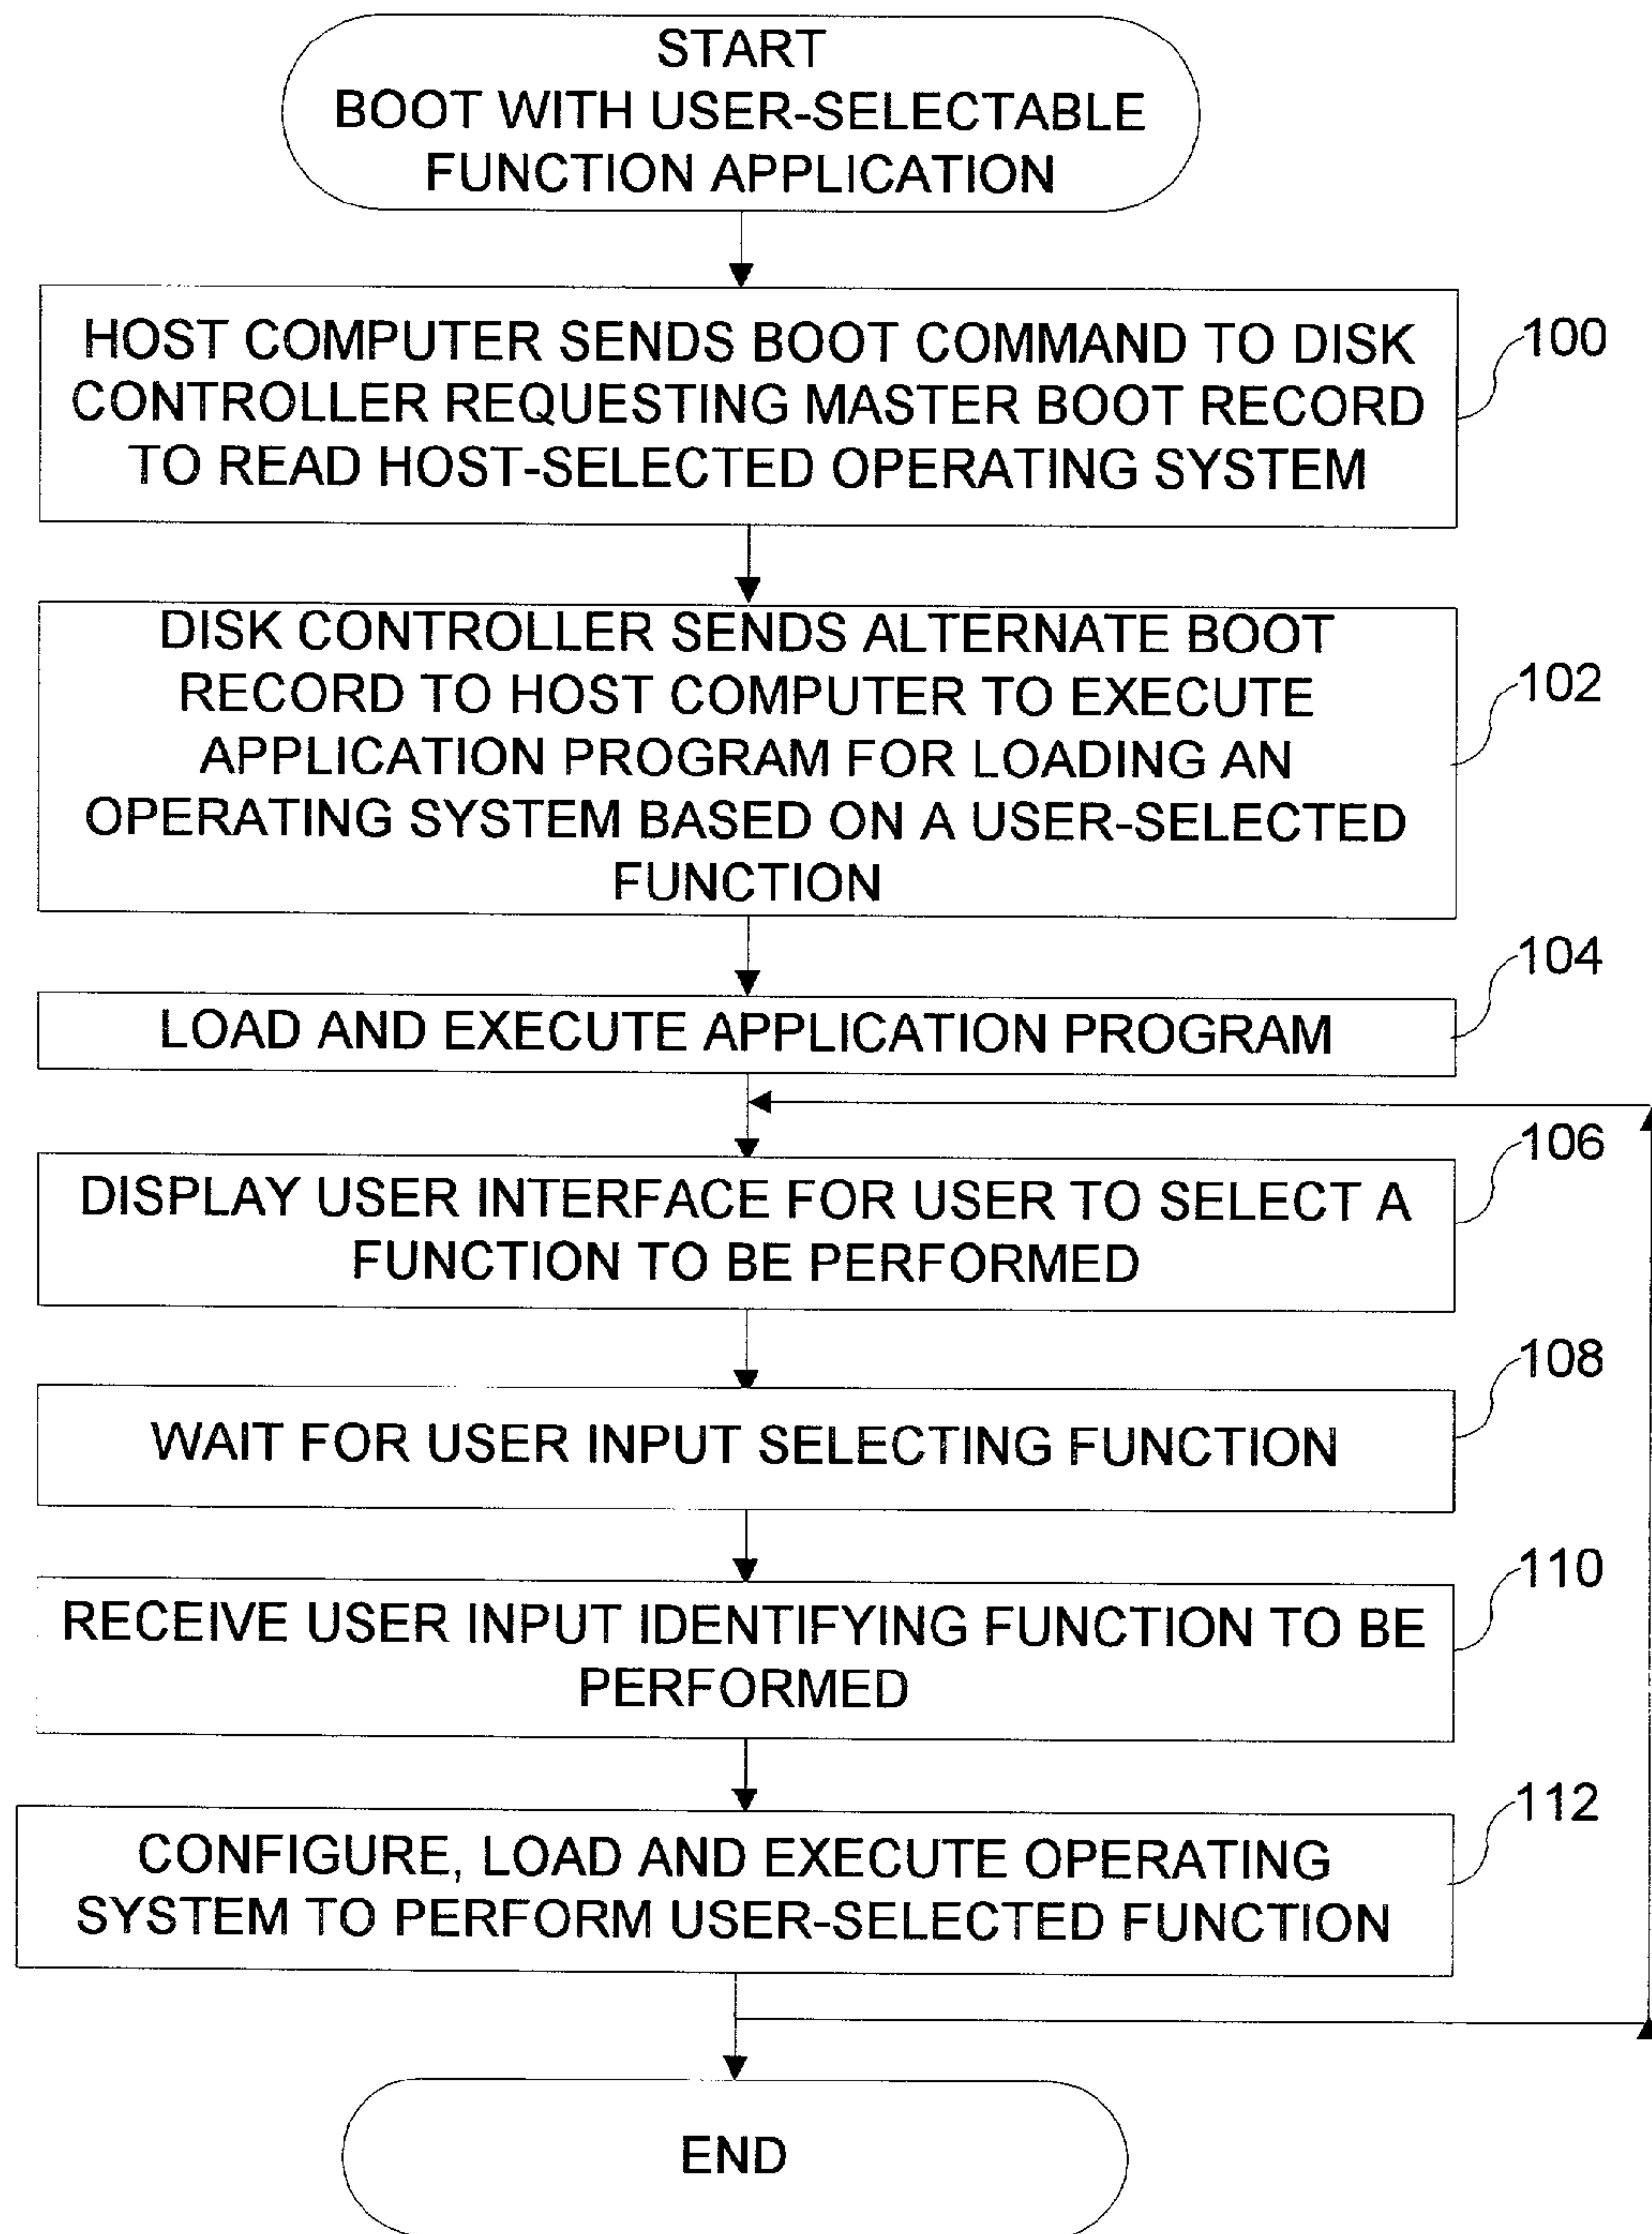 START
BOOT WITH USER-SELECTABLE
FUNCTION APPLICATION
HOST COMPUTER SENDS BOOT COMMAND TO DISK
CONTROLLER REQUESTING MASTER BOOT RECORD
TO READ HOST-SELECTED OPERATING SYSTEM
100
DISK CONTROLLER SENDS ALTERNATE BOOT
RECORD TO HOST COMPUTER TO EXECUTE
APPLICATION PROGRAM FOR LOADING AN
OPERATING SYSTEM BASED ON A USER-SELECTED
FUNCTION
102
LOAD AND EXECUTE APPLICATION PROGRAM
104
DISPLAY USER INTERFACE FOR USER TO SELECT A
FUNCTION TO BE PERFORMED
106
WAIT FOR USER INPUT SELECTING FUNCTION
108
RECEIVE USER INPUT IDENTIFYING FUNCTION TO BE
PERFORMED
110
CONFIGURE, LOAD AND EXECUTE OPERATING
SYSTEM TO PERFORM USER-SELECTED FUNCTION
112
END